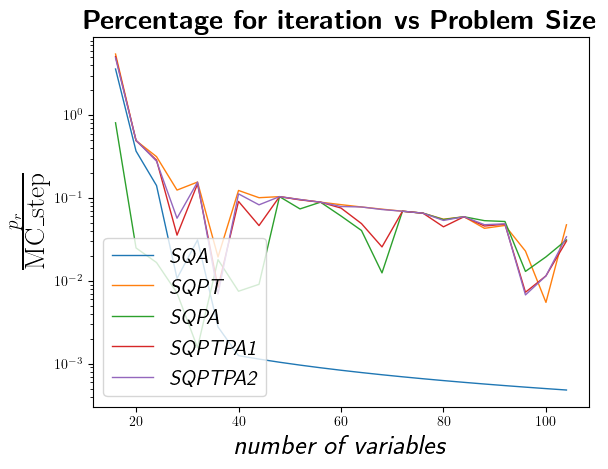 Percentage for iteration vs Problem Size
10^0
10^-1
10^-2
10^-3
p_r
MC_step
SQA
SQPT
SQPA
SQPTPA1
SQPTPA2
20 40 60 80 100
number of variables